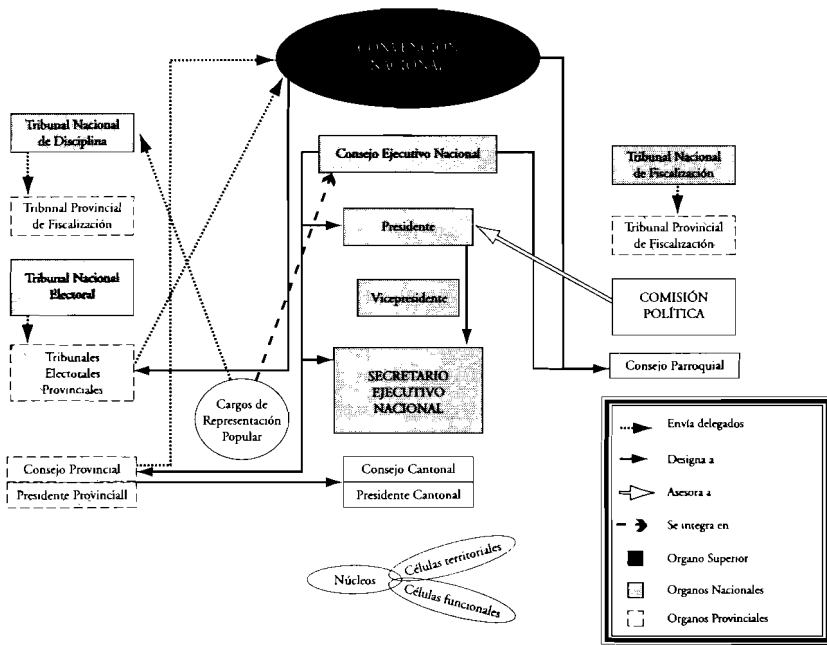 CONVENCION
NACIONAL
Tribunal Nacional
de Disciplina
Tribunal Provincial
de Fiscalización
Tribunal Nacional
Electoral
Tribunales
Electorales
Provinciales
Consejo Provincial
Presidente Provinciall
Consejo Ejecutivo Nacional
Presidente
Vicepresidente
SECRETARIO
EJECUTIVO
NACIONAL
Cargos de
Representación
Popular
Consejo Cantonal
Presidente Cantonal
Núcleos
Células territoriales
Células funcionales
Tribunal Nacional
de Fiscalización
Tribunal Provincial
de Fiscalización
COMISIÓN
POLÍTICA
Consejo Parroquial
Envía delegados
Designa a
Asesora a
Se integra en
Organo Superior
Organos Nacionales
Organos Provinciales